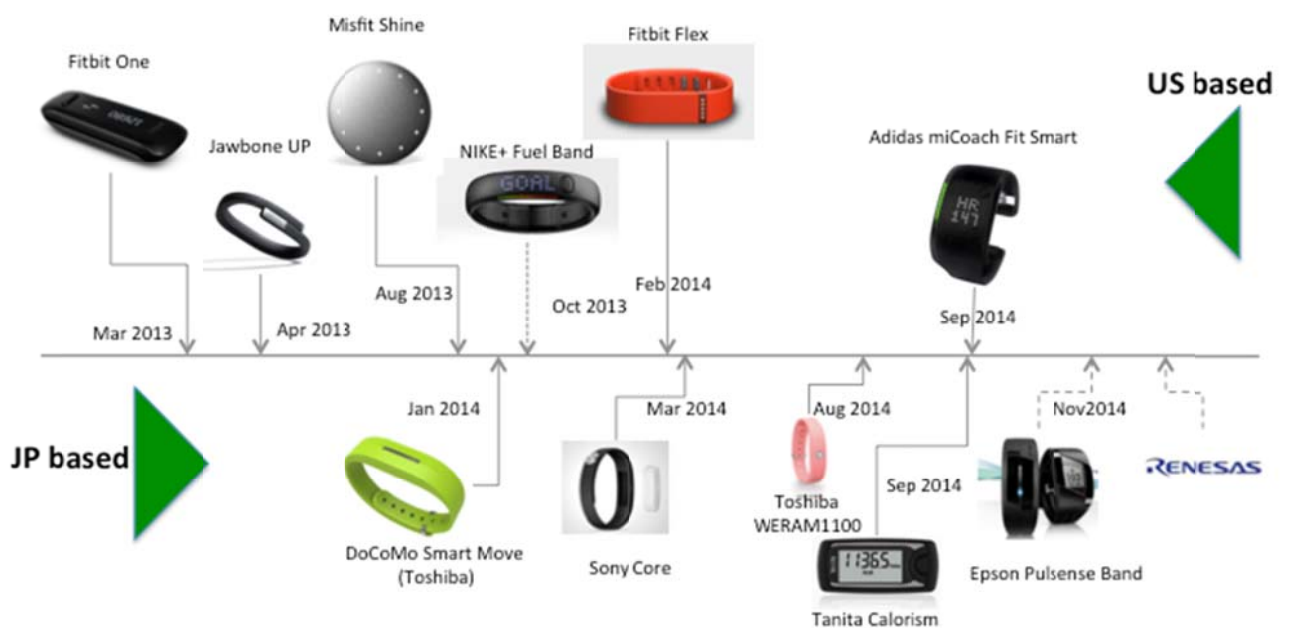 Misfit Shine
Fitbit Flex
Fitbit One
US based
Jawbone UP
NIKE+ Fuel Band
Adidas miCoach Fit Smart
GOAL
HR
147
Feb 2014
Aug 2013
Oct 2013
Sep 2014
Mar 2013
Apr 2013
Jan 2014
Mar 2014
Aug 2014
Nov2014
JP based
RENESAS
Sep 2014
Toshiba
WERAM1100
DoCoMo Smart Move
(Toshiba)
Sony Core
Epson Pulsense Band
Tanita Calorism